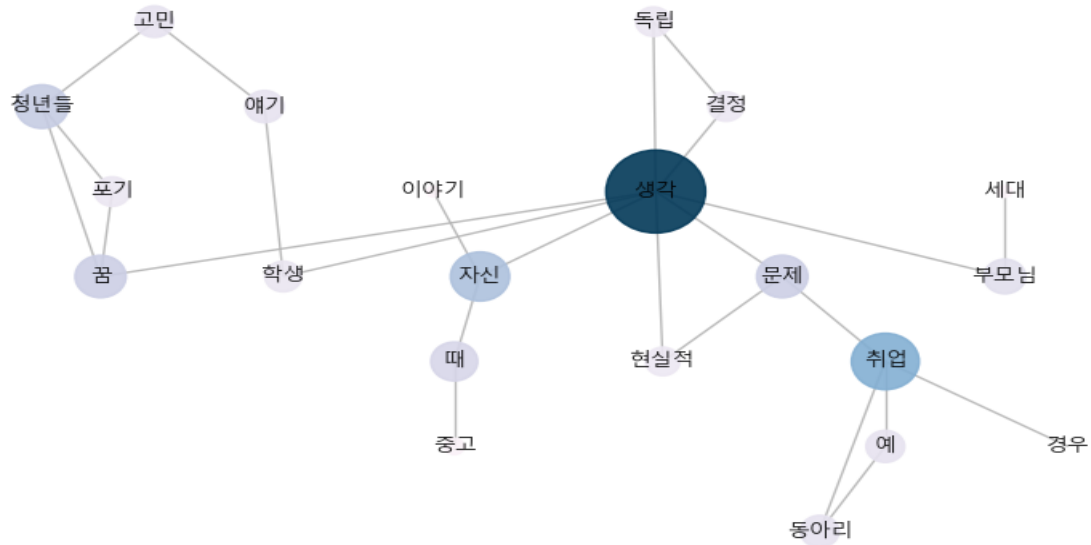 고민
독립
청년들
얘기
결정
포기
이야기
생각
세대
꿈
학생
자신
문제
부모님
때
현실적
취업
중고
예
경우
동아리